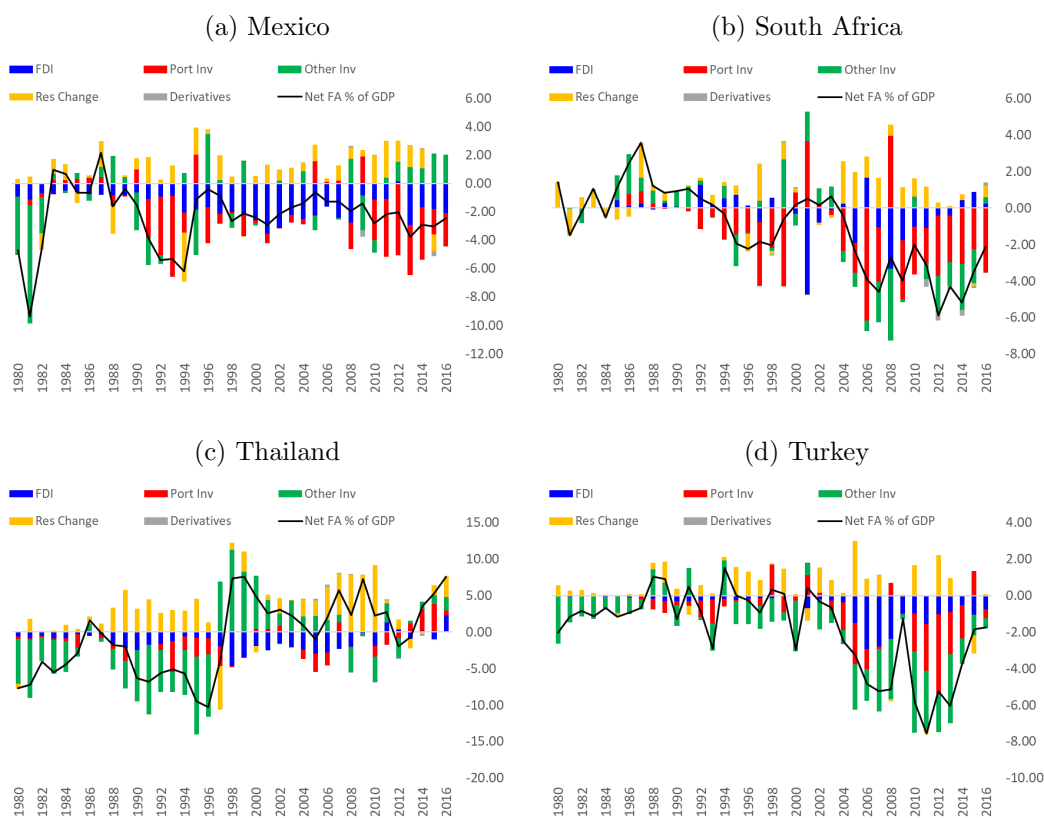 (a) Mexico
FDI Port Inv Other Inv
Res Change Derivatives Net FA % of GDP
6.00
4.00
2.00
0.00
-2.00
-4.00
-6.00
-8.00
-10.00
-12.00
1980 1982 1984 1986 1988 1990 1992 1994 1996 1998 2000 2002 2004 2006 2008 2010 2012 2014 2016
(b) South Africa
FDI Port Inv Other Inv
Res Change Derivatives Net FA % of GDP
6.00
4.00
2.00
0.00
-2.00
-4.00
-6.00
-8.00
1980 1982 1984 1986 1988 1990 1992 1994 1996 1998 2000 2002 2004 2006 2008 2010 2012 2014 2016
(c) Thailand
FDI Port Inv Other Inv
Res Change Derivatives Net FA % of GDP
15.00
10.00
5.00
0.00
-5.00
-10.00
-15.00
-20.00
1980 1982 1984 1986 1988 1990 1992 1994 1996 1998 2000 2002 2004 2006 2008 2010 2012 2014 2016
(d) Turkey
FDI Port Inv Other Inv
Res Change Derivatives Net FA % of GDP
4.00
2.00
0.00
-2.00
-4.00
-6.00
-8.00
-10.00
1980 1982 1984 1986 1988 1990 1992 1994 1996 1998 2000 2002 2004 2006 2008 2010 2012 2014 2016